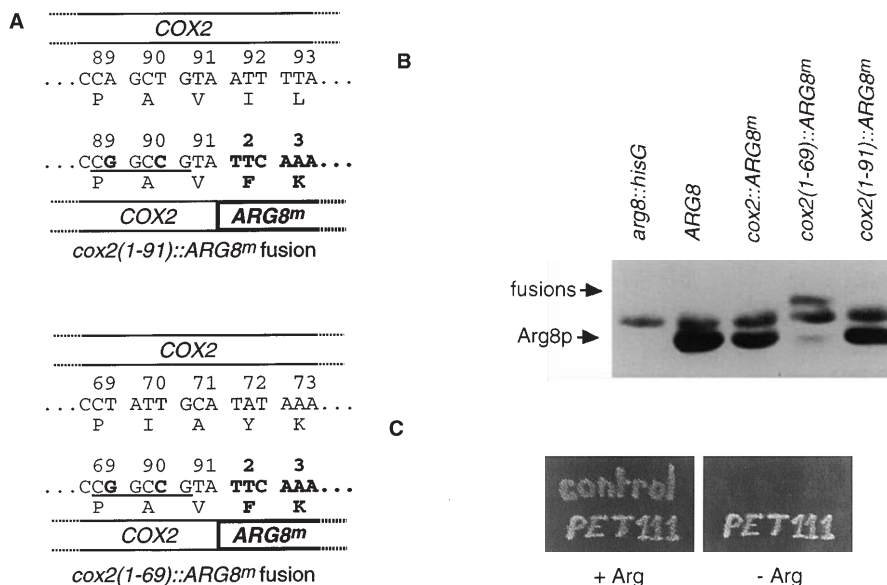 A
COX2
89 90 91 92 93
...CCA GCT GTA ATT TTA...
P A V I L
89 90 91 2 3
...CCG GCC GTA TTC AAA...
P A V F K
COX2 ARG8m
cox2(1-91)::ARG8m fusion
COX2
69 70 71 72 73
...CCT ATT GCA TAT AAA...
P I A Y K
69 90 91 2 3
...CCG GCC GTA TTC AAA...
P A V F K
COX2 ARG8m
cox2(1-69)::ARG8m fusion
B
arg8::hisG
ARG8
cox2::ARG8m
cox2(1-69)::ARG8m
cox2(1-91)::ARG8m
fusions
Arg8p
C
control
PET111
PET111
+ Arg
- Arg